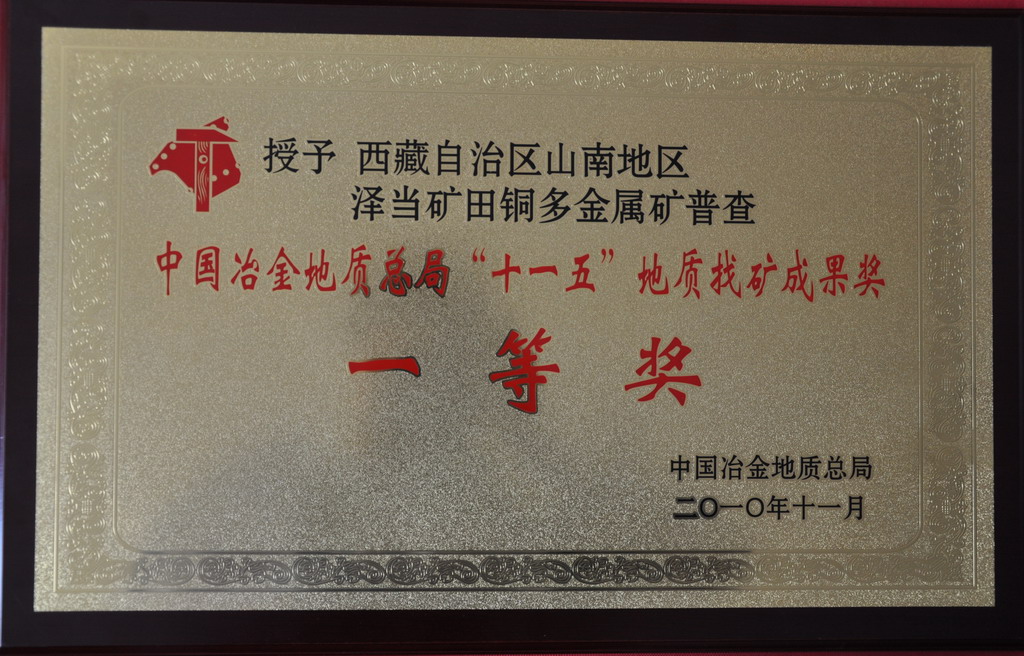 授予 西藏自治区山南地区
泽当矿田铜多金属矿普查
中国冶金地质总局“十一五”地质找矿成果奖
一等奖
中国冶金地质总局
二〇一〇年十一月